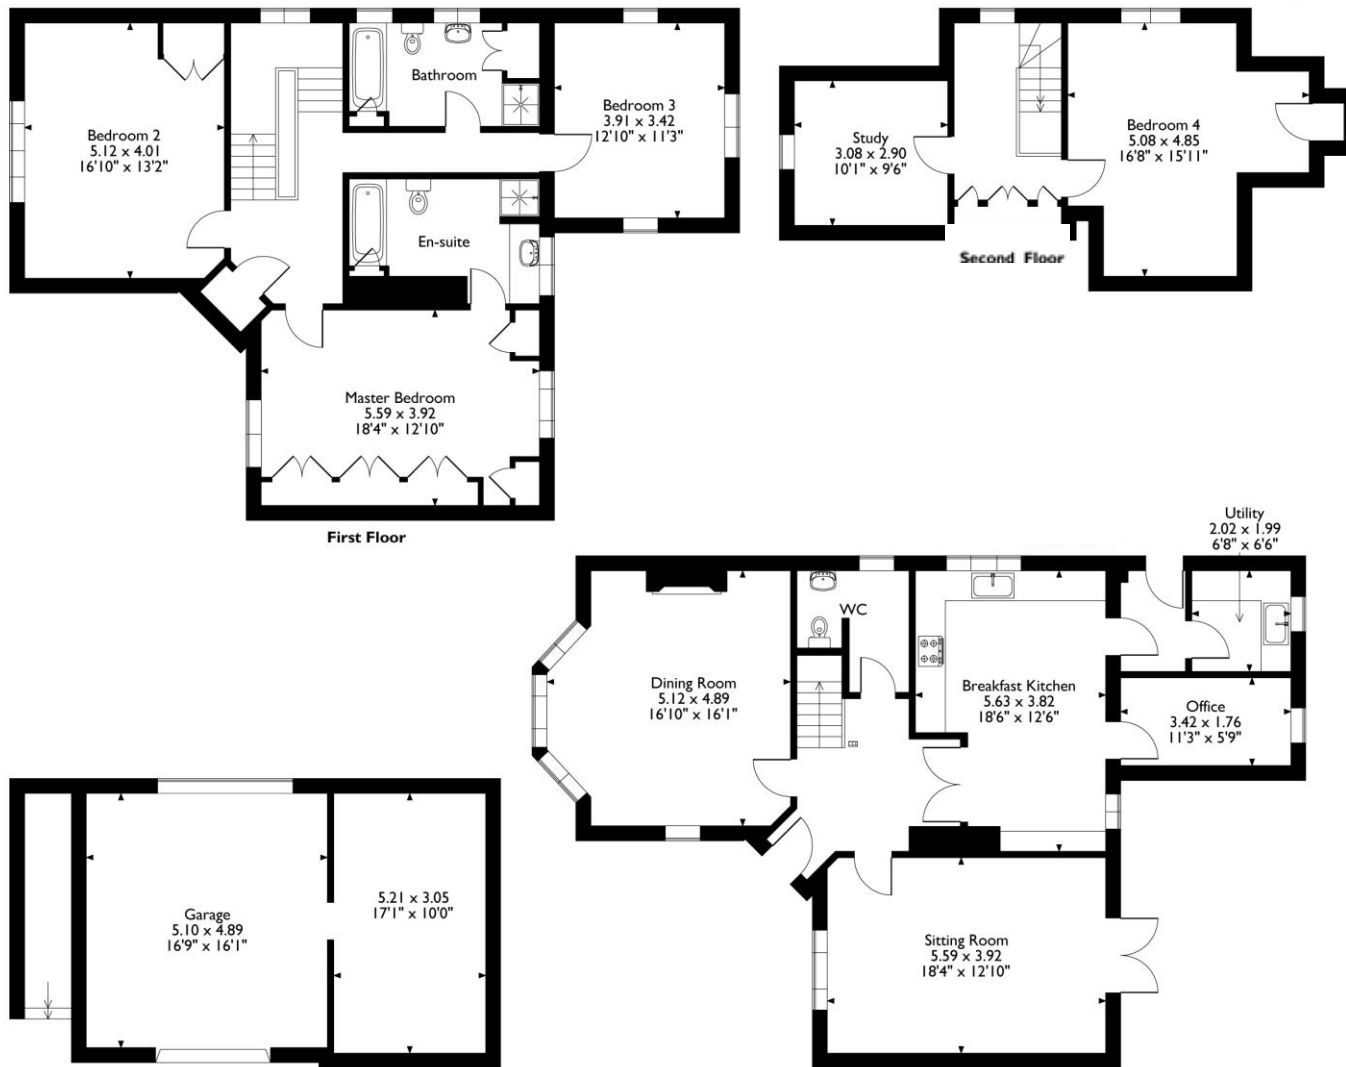 Bedroom 2
5.12 x 4.01
16'10" x 13'2"
Bathroom
Bedroom 3
3.91 x 3.42
12'10" x 11'3"
En-suite
Master Bedroom
5.59 x 3.92
18'4" x 12'10"
First Floor
Study
3.08 x 2.90
10'1" x 9'6"
Bedroom 4
5.08 x 4.85
16'8" x 15'11"
Second Floor
Utility
2.02 x 1.99
6'8" x 6'6"
WC
Dining Room
5.12 x 4.89
16'10" x 16'1"
Breakfast Kitchen
5.63 x 3.82
18'6" x 12'6"
Office
3.42 x 1.76
11'3" x 5'9"
Sitting Room
5.59 x 3.92
18'4" x 12'10"
Garage
5.10 x 4.89
16'9" x 16'1"
5.21 x 3.05
17'1" x 10'0"